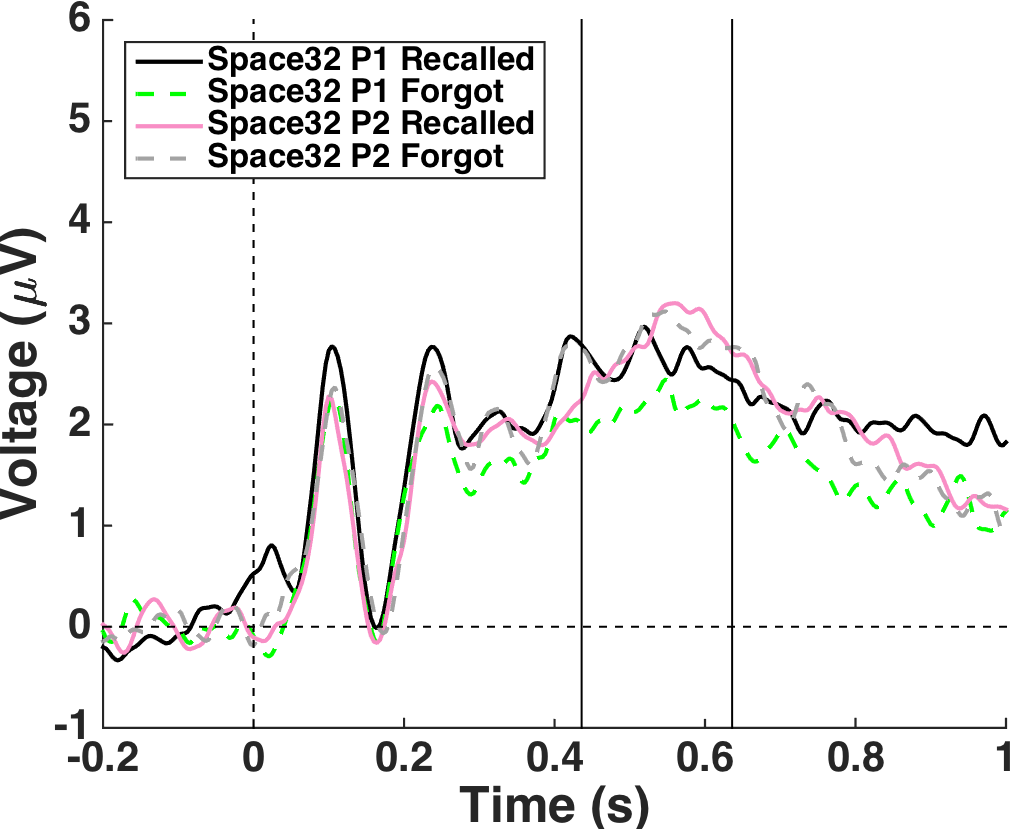 6
5
4
3
2
1
0
-1
Voltage (μV)
Space32 P1 Recalled
Space32 P1 Forgot
Space32 P2 Recalled
Space32 P2 Forgot
-0.2 0 0.2 0.4 0.6 0.8 1
Time (s)